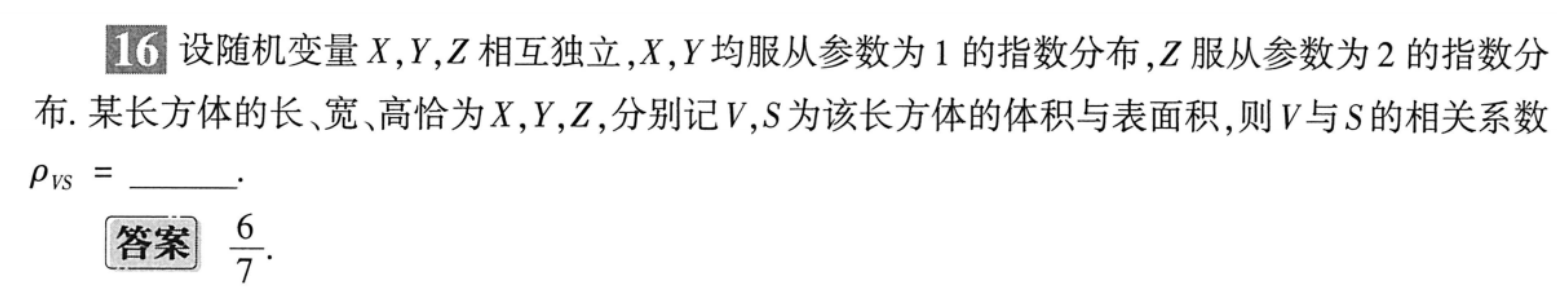 16 设随机变量 X,Y,Z 相互独立,X,Y 均服从参数为 1 的指数分布,Z 服从参数为 2 的指数分
布. 某长方体的长、宽、高恰为 X,Y,Z,分别记 V,S 为该长方体的体积与表面积,则 V 与 S 的相关系数
ρ_{VS} = ______.
答案 \frac{6}{7}.